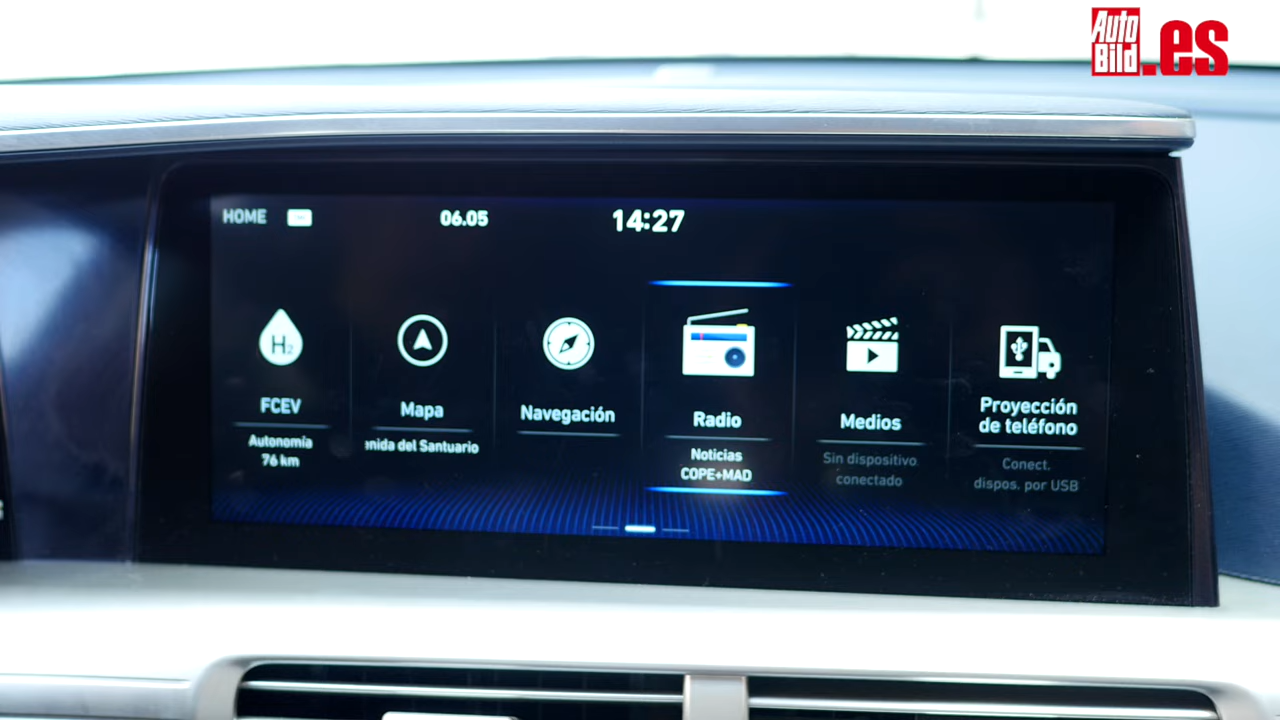 Auto
Bild.es
HOME
06.05
14:27
H2
FCEV
Autonomía
76 km
Mapa
enida del Santuario
Navegación
Radio
Noticias
COPE+MAD
Medios
Sin dispositivo
conectado
Proyección
de teléfono
Conect.
dispos. por USB